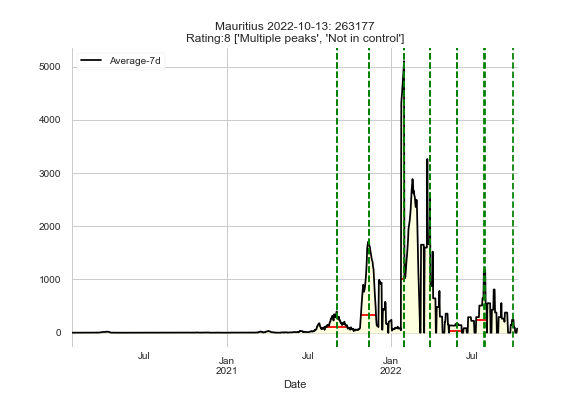 Mauritius 2022-10-13: 263177
Rating:8 ['Multiple peaks', 'Not in control']
Average-7d
5000
4000
3000
2000
1000
0
Jul
Jan
2021
Jul
Jan
2022
Jul
Date